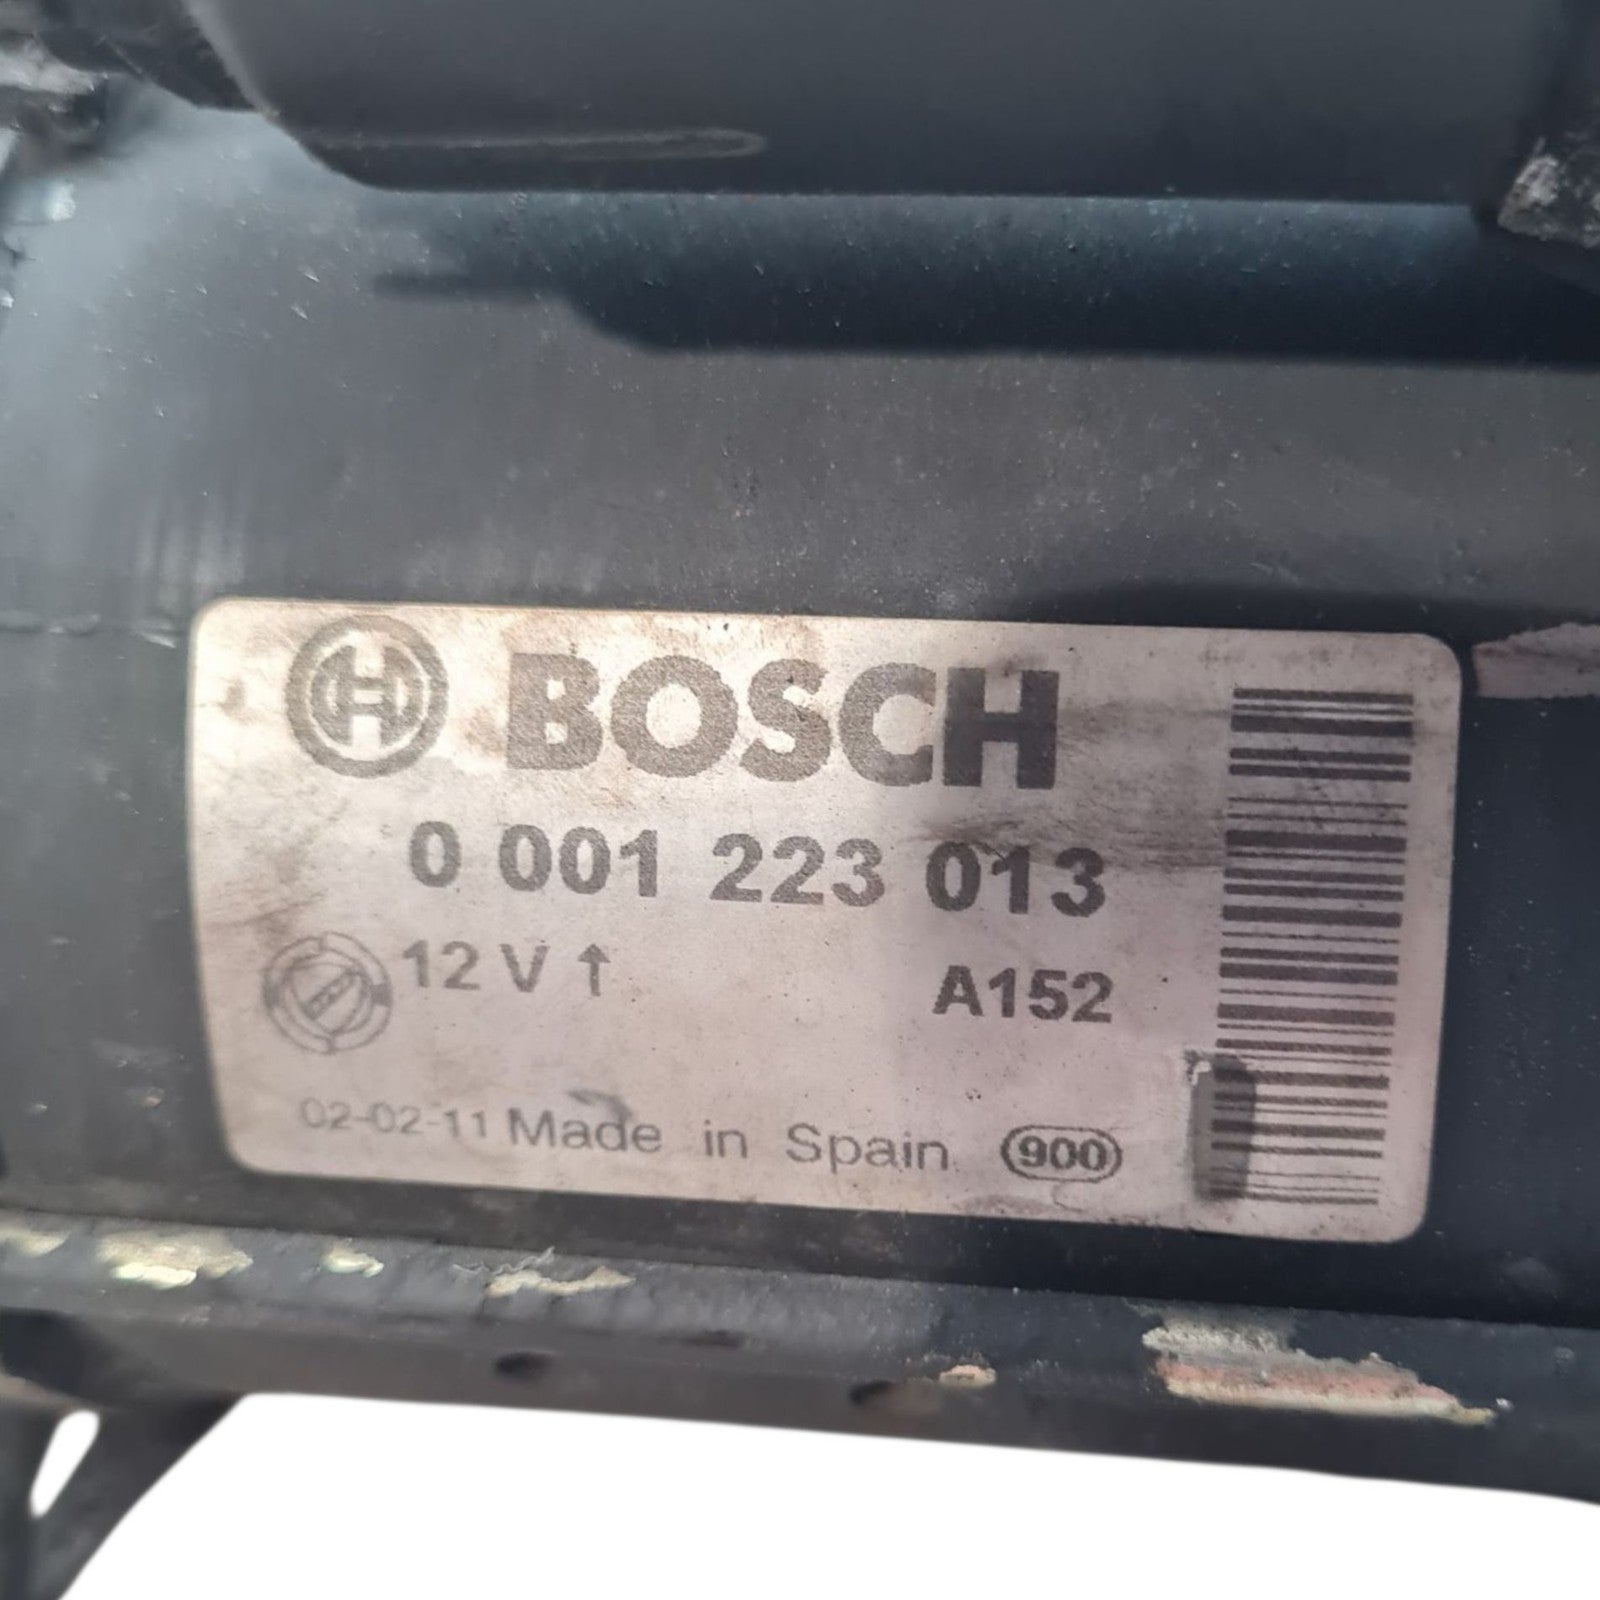 BOSCH
0 001 223 013
12 V ↑ A152
02-02-11 Made in Spain 900